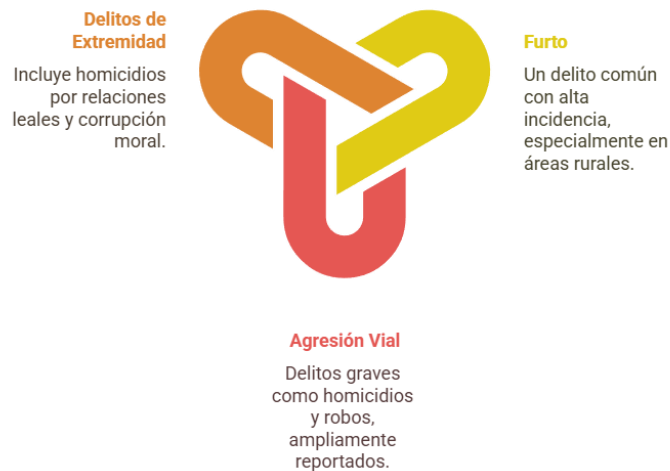 Delitos de
Extremidad
Incluye homicidios
por relaciones
leales y corrupción
moral.
Furto
Un delito común
con alta
incidencia,
especialmente en
áreas rurales.
Agresión Vial
Delitos graves
como homicidios
y robos,
ampliamente
reportados.